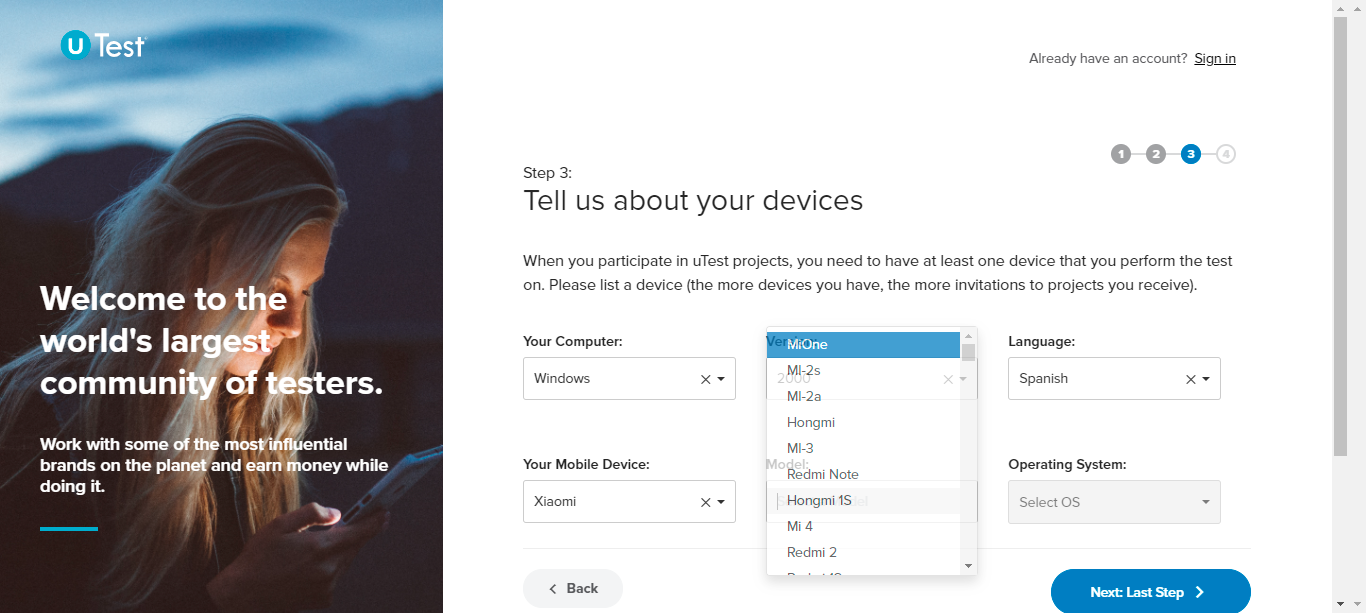 U Test
Already have an account? Sign in
1 2 3 4
Step 3:
Tell us about your devices
When you participate in uTest projects, you need to have at least one device that you perform the test
on. Please list a device (the more devices you have, the more invitations to projects you receive).
Welcome to the
world's largest
community of testers.
Work with some of the most influential
brands on the planet and earn money while
doing it.
Your Computer:
Windows
2000
Language:
Spanish
Your Mobile Device:
Xiaomi
Model:
Operating System:
Select OS
MiOne
MI-2s
MI-2a
Hongmi
MI-3
Redmi Note
Hongmi 1S
Mi 4
Redmi 2
Back
Next: Last Step